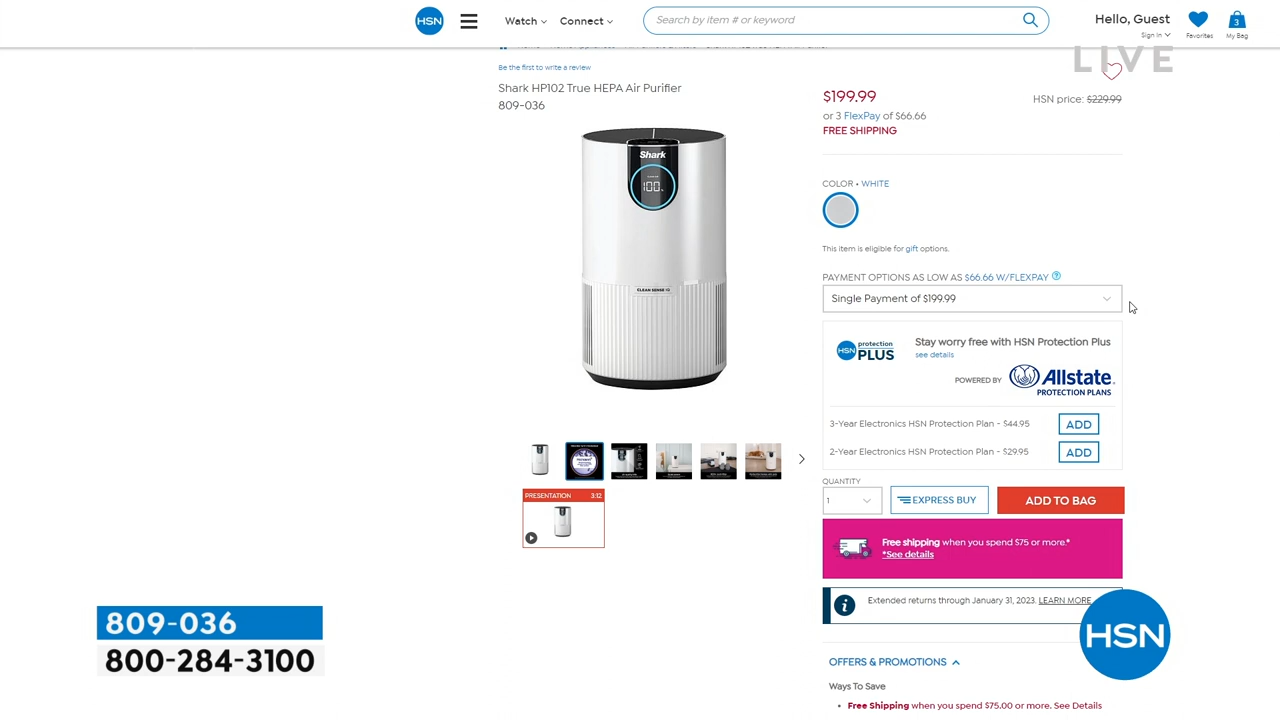 HSN
Watch
Connect
Search by item # or keyword
Hello, Guest
Sign in
Favorites
3
My Bag
LIVE
Be the first to write a review
Shark HP102 True HEPA Air Purifier
809-036
Shark
100%
CLEAN SENSE IQ
$199.99
HSN price: $229.99
or 3 FlexPay of $66.66
FREE SHIPPING
COLOR • WHITE
This item is eligible for gift options.
PAYMENT OPTIONS AS LOW AS $66.66 W/FLEXPAY
Single Payment of $199.99
HSN protection PLUS
Stay worry free with HSN Protection Plus
see details
POWERED BY
Allstate
PROTECTION PLANS
3-Year Electronics HSN Protection Plan - $44.95
ADD
2-Year Electronics HSN Protection Plan - $29.95
ADD
PRESENTATION 3:12
QUANTITY
1
EXPRESS BUY
ADD TO BAG
Free shipping when you spend $75 or more.*
*See details
Extended returns through January 31, 2023. LEARN MORE
809-036
800-284-3100
HSN
OFFERS & PROMOTIONS
Ways To Save
• Free Shipping when you spend $75.00 or more. See Details